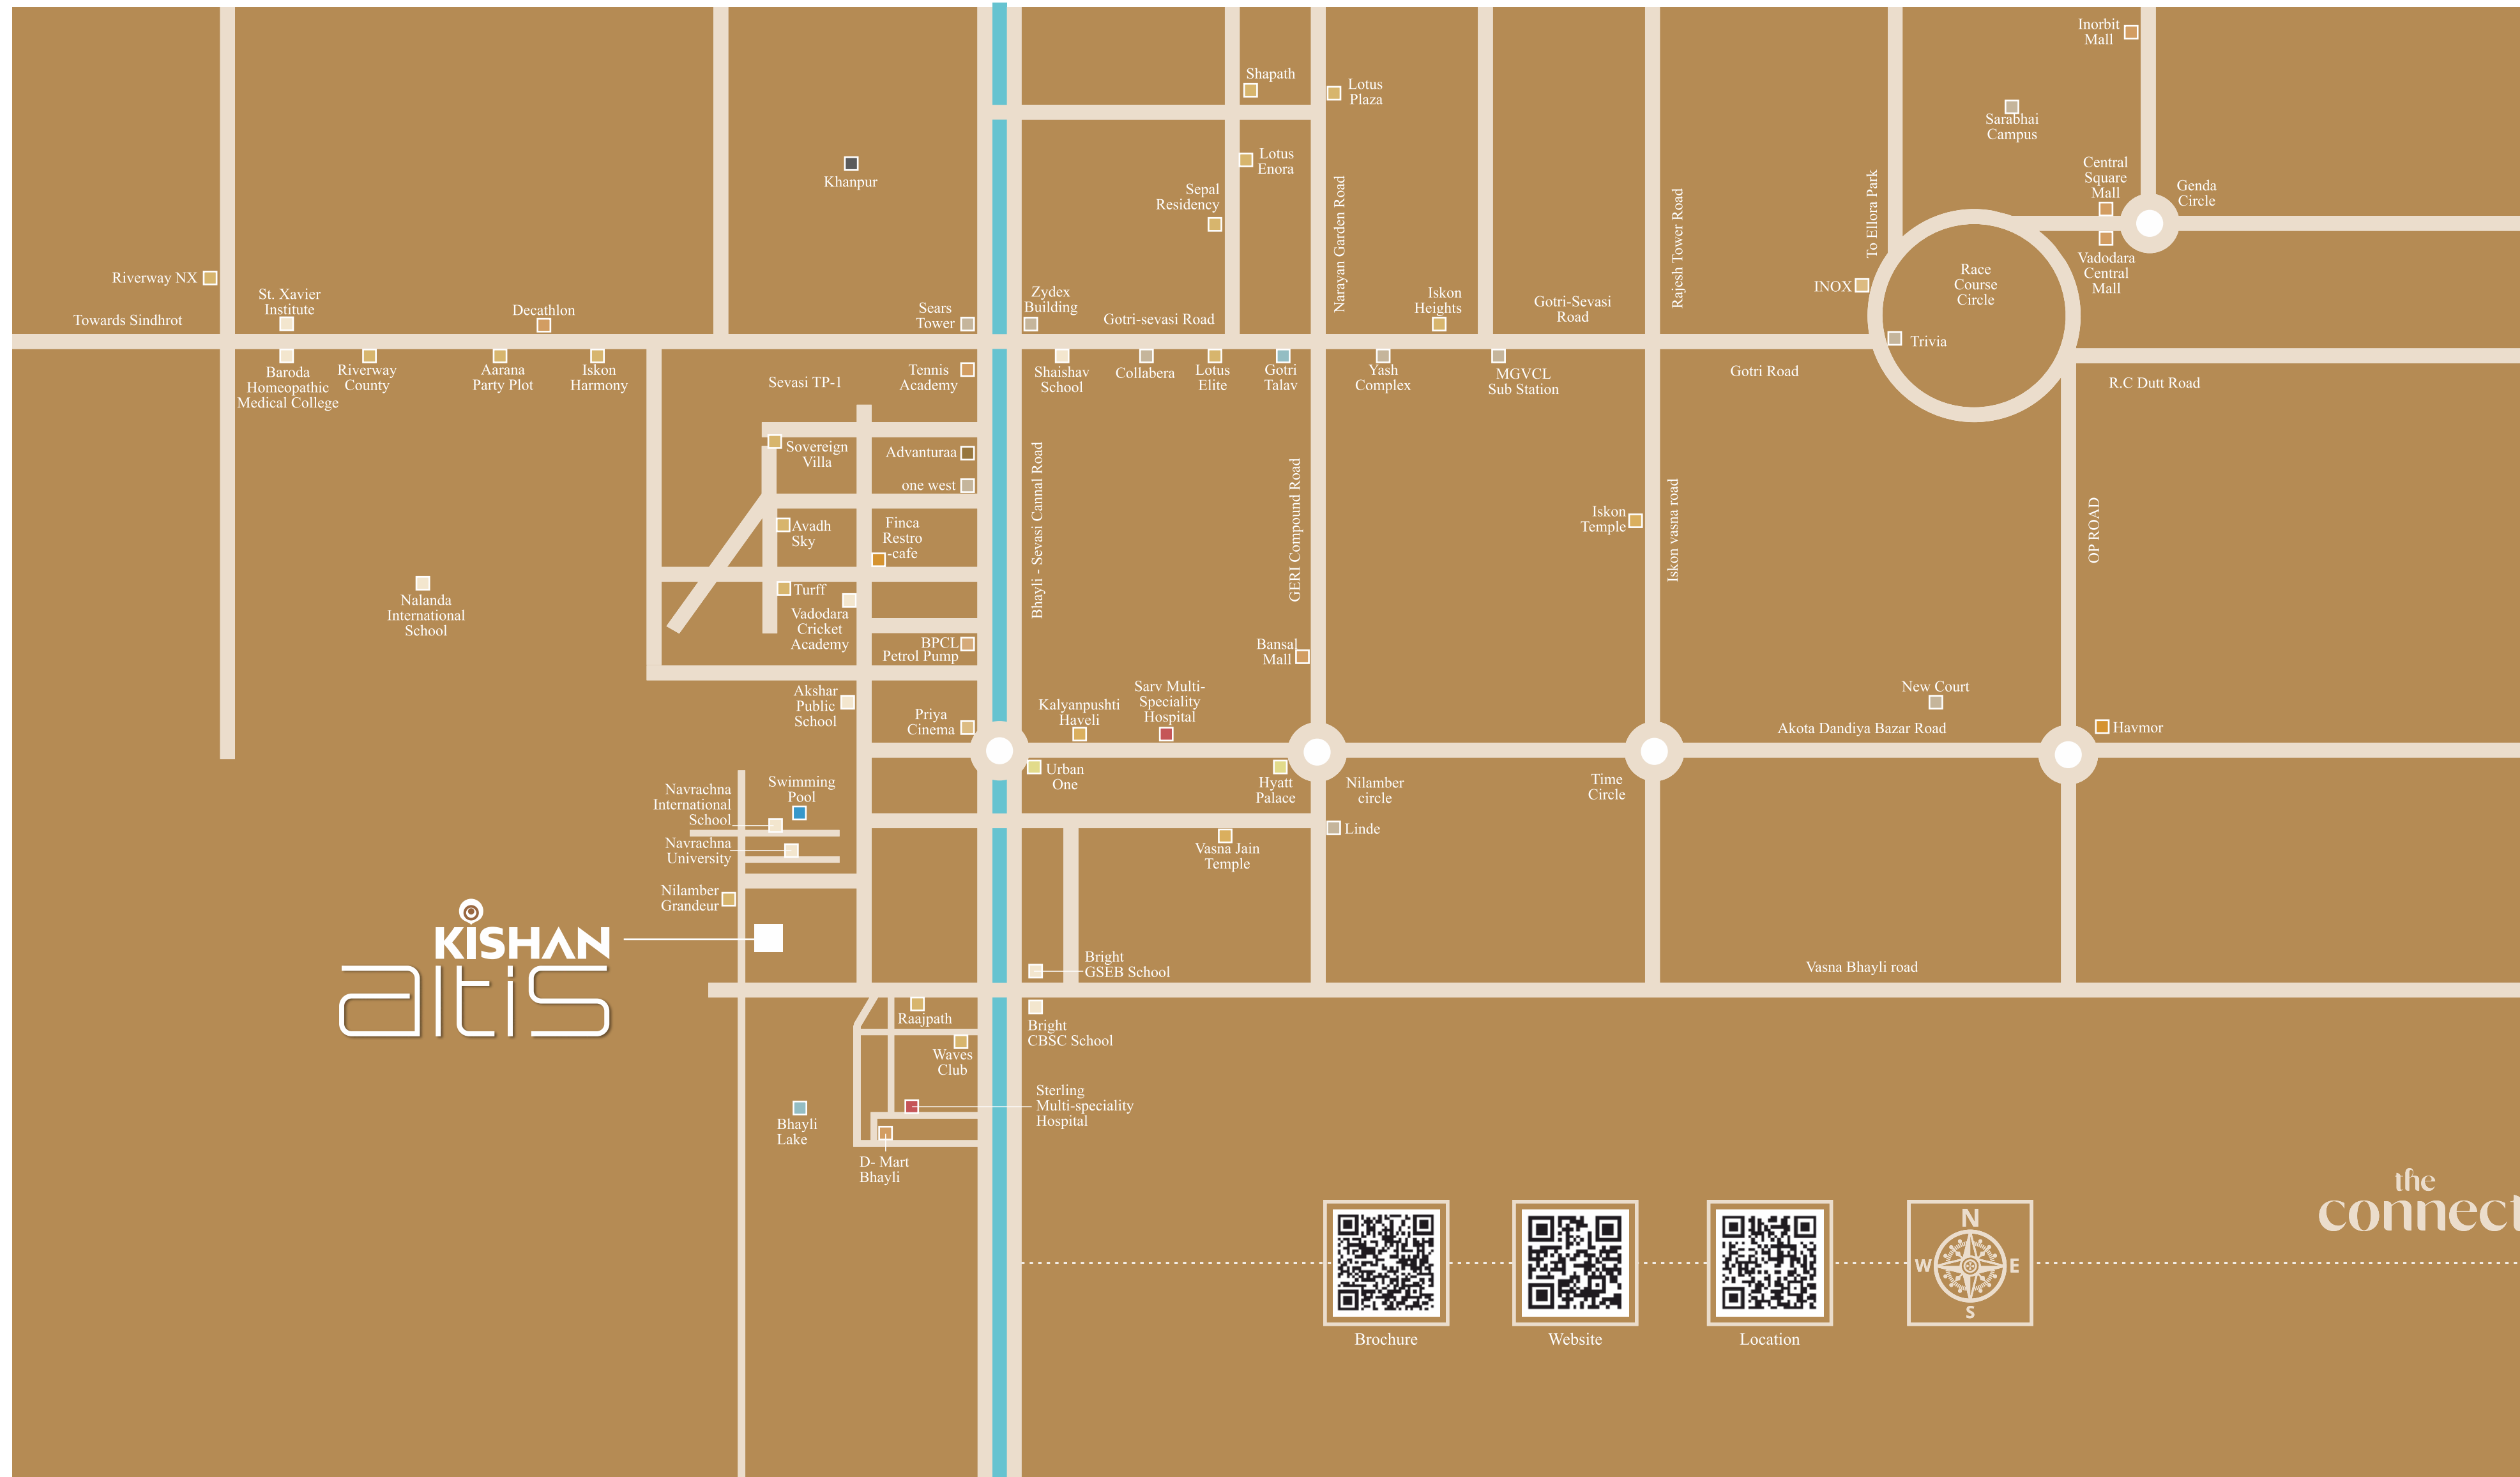 Inorbit
Mall
Shapath
Lotus
Plaza
Sarabhai
Campus
Khanpur
Lotus
Enora
Central
Square
Mall
Genda
Circle
Sepal
Residency
Narayan Garden Road
Rajesh Tower Road
To Ellora Park
Riverway NX
St. Xavier
Institute
Towards Sindhrot
Decathlon
Sears
Tower
Zydex
Building
Gotri-sevasi Road
Iskon
Heights
Gotri-Sevasi
Road
INOX
Race
Course
Circle
Vadodara
Central
Mall
Trivia
Baroda
Homeopathic
Medical College
Riverway
County
Aarana
Party Plot
Iskon
Harmony
Sevasi TP-1
Tennis
Academy
Shaishav
School
Collabera
Lotus
Elite
Gotri
Talav
Yash
Complex
MGVCL
Sub Station
Gotri Road
R.C Dutt Road
Sovereign
Villa
Advanturaa
one west
Avadh
Sky
Finca
Restro
-cafe
Bhayli - Sevasi Cannal Road
GERI Compound Road
Iskon
Temple
Iskon vasna road
OP ROAD
Nalanda
International
School
Turff
Vadodara
Cricket
Academy
BPCL
Petrol Pump
Bansal
Mall
Akshar
Public
School
Priya
Cinema
Kalyanpushti
Haveli
Sarv Multi-
Speciality
Hospital
New Court
Akota Dandiya Bazar Road
Havmor
Urban
One
Hyatt
Palace
Nilamber
circle
Time
Circle
Navrachna
International
School
Swimming
Pool
Navrachna
University
Linde
Vasna Jain
Temple
Nilamber
Grandeur
KISHAN
altis
Bright
GSEB School
Vasna Bhayli road
Raajpath
Bright
CBSC School
Waves
Club
Sterling
Multi-speciality
Hospital
Bhayli
Lake
D- Mart
Bhayli
the
connect
N
W
E
S
Brochure
Website
Location